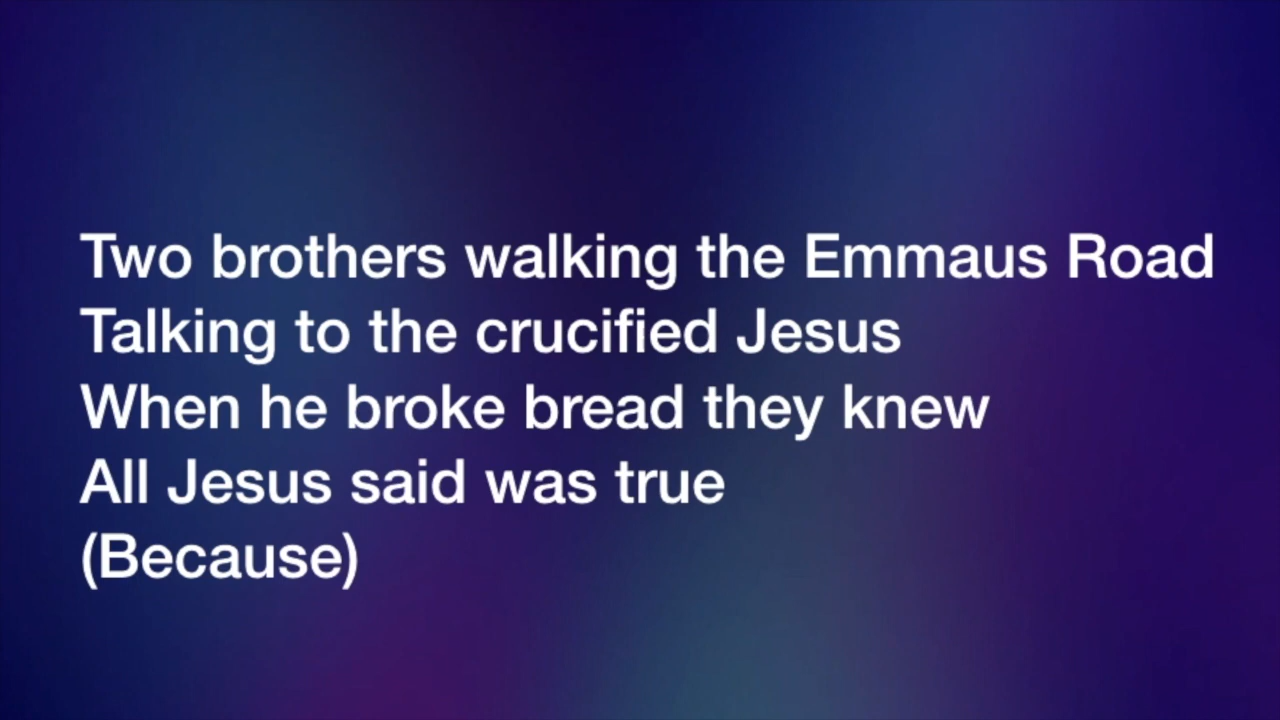 Two brothers walking the Emmaus Road
Talking to the crucified Jesus
When he broke bread they knew
All Jesus said was true
(Because)